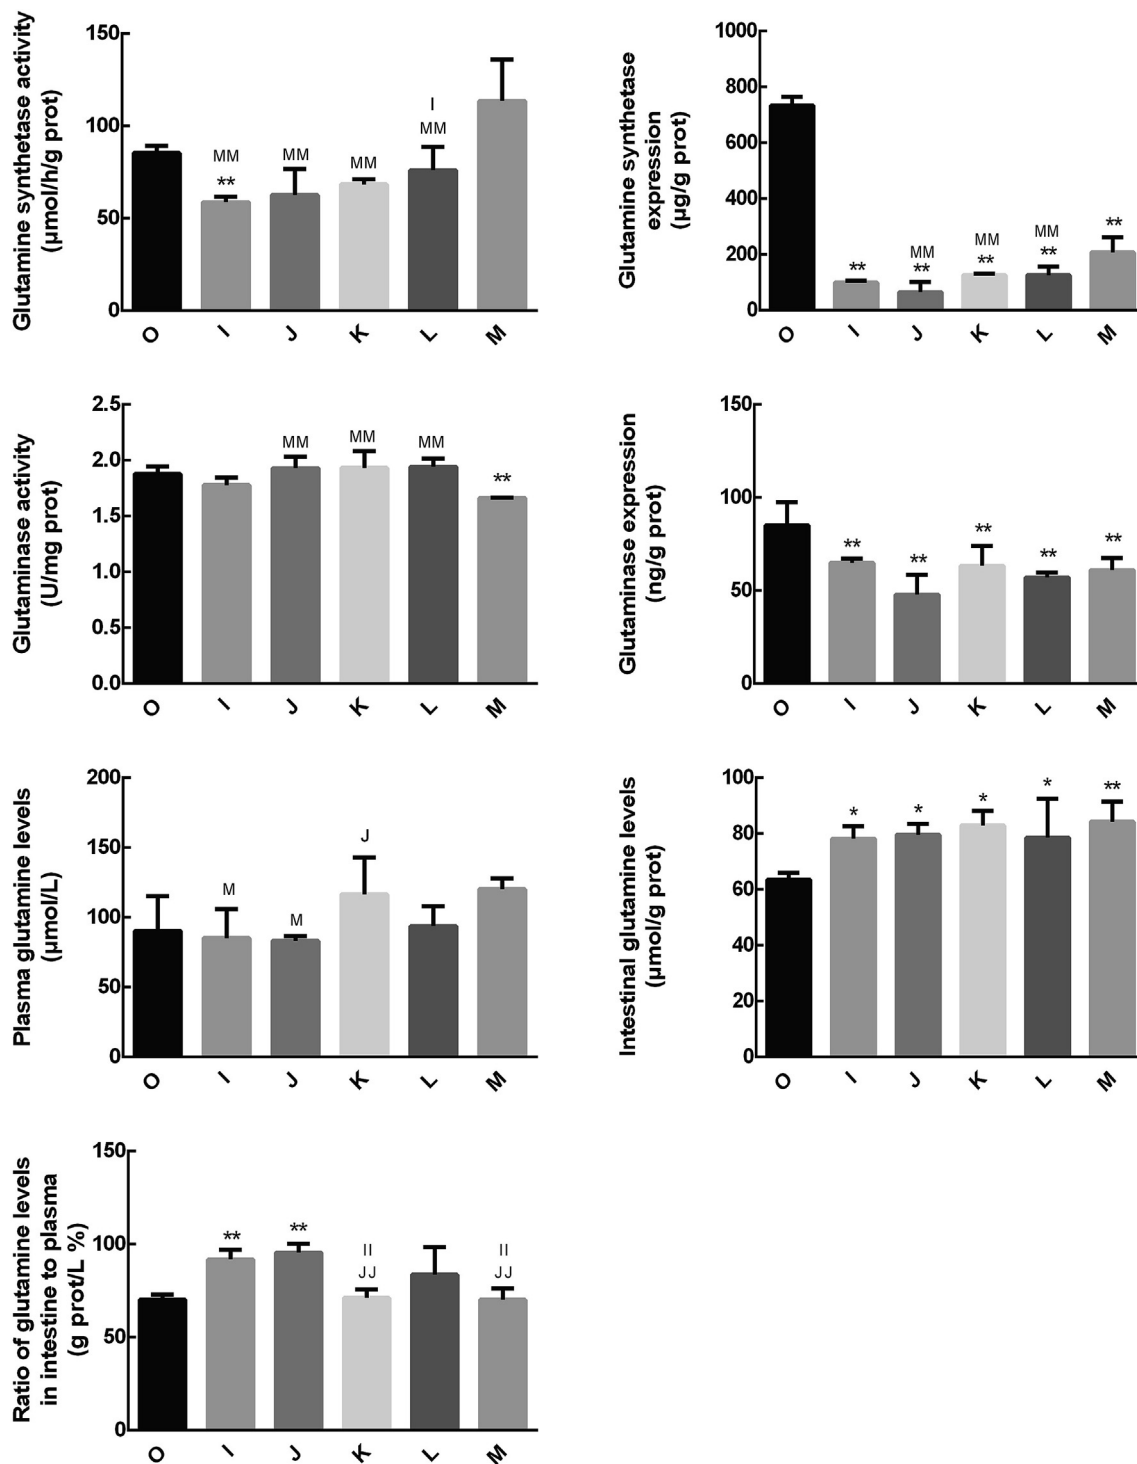 Glutamine synthetase activity
(µmol/h/g prot)
150
100
50
0
MM
**
MM
MM
I
MM
O I J K L M
Glutamine synthetase
expression
(µg/g prot)
1000
800
600
400
200
0
**
MM
**
MM
**
MM
**
**
O I J K L M
Glutaminase activity
(U/mg prot)
2.5
2.0
1.5
1.0
0.5
0.0
MM
MM
MM
**
O I J K L M
Glutaminase expression
(ng/g prot)
150
100
50
0
**
**
**
**
**
O I J K L M
Plasma glutamine levels
(µmol/L)
200
150
100
50
0
M
M
J
O I J K L M
Intestinal glutamine levels
(µmol/g prot)
100
80
60
40
20
0
*
*
*
*
**
O I J K L M
Ratio of glutamine levels
in intestine to plasma
(g prot/L %)
150
100
50
0
**
**
II
JJ
II
JJ
O I J K L M